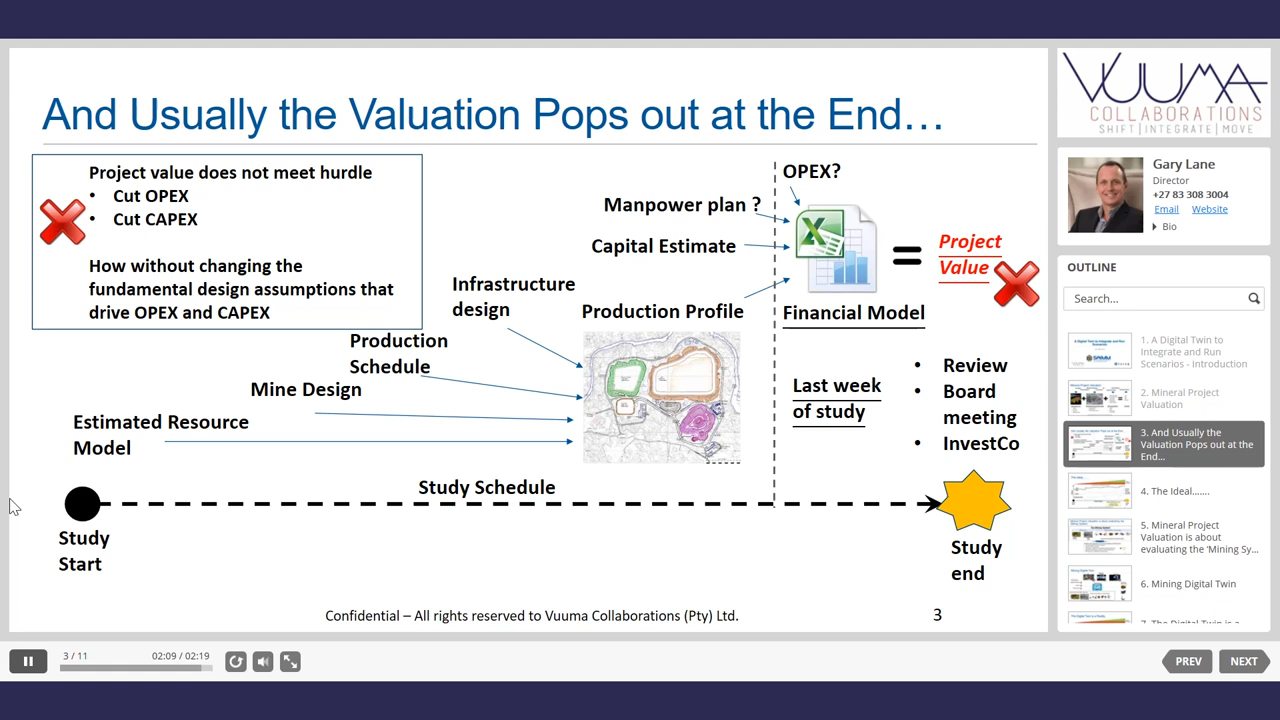 And Usually the Valuation Pops out at the End…
Project value does not meet hurdle
• Cut OPEX
• Cut CAPEX
How without changing the
fundamental design assumptions that
drive OPEX and CAPEX
OPEX?
Manpower plan ?
Capital Estimate
Production Profile
Infrastructure
design
Production
Schedule
Mine Design
Estimated Resource
Model
=
Project
Value
Financial Model
Last week
of study
• Review
• Board
meeting
• InvestCo
Study Schedule
Study
Start
Study
end
Confidential – All rights reserved to Vuuma Collaborations (Pty) Ltd.
3
VUUMA
COLLABORATIONS
SHIFT|INTEGRATE|MOVE
Gary Lane
Director
+27 83 308 3004
Email Website
Bio
OUTLINE
Search...
1. A Digital Twin to
Integrate and Run
Scenarios - Introduction
2. Mineral Project
Valuation
3. And Usually the
Valuation Pops out at the
End...
4. The Ideal.......
5. Mineral Project
Valuation is about
evaluating the ‘Mining Sy...
6. Mining Digital Twin
7. The Digital Twin is a
3 / 11
02:09 / 02:19
PREV
NEXT